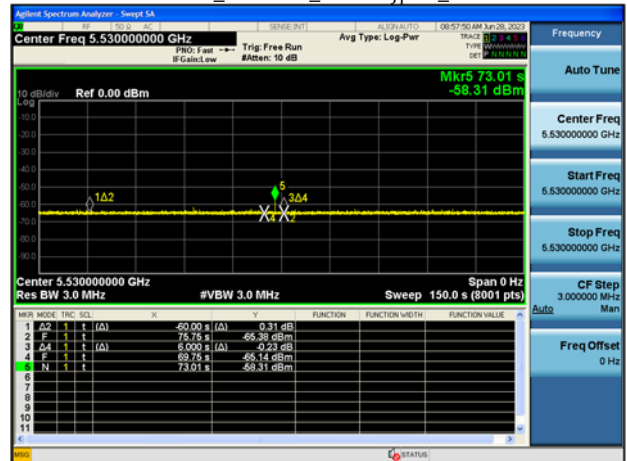 Agilent Spectrum Analyzer - Swept SA
RF 50 Ω AC SENSE:INT ALIGN AUTO 08:57:50 AM Jun 28, 2023
Center Freq 5.530000000 GHz
PNO: Fast
IFGain:Low
Trig: Free Run
#Atten: 10 dB
Avg Type: Log-Pwr
TRACE 1 2 3 4 5 6
TYPE
DET P N N N N N
Mkr5 73.01 s
-58.31 dBm
10 dB/div Ref 0.00 dBm
Log
-10.0
-20.0
-30.0
-40.0
-50.0
-60.0
-70.0
-80.0
-90.0
1Δ2
5
3Δ4
4
2
Center 5.530000000 GHz Span 0 Hz
Res BW 3.0 MHz #VBW 3.0 MHz Sweep 150.0 s (8001 pts)
MKR MODE TRC SCL X Y FUNCTION FUNCTION WIDTH FUNCTION VALUE
1 Δ2 1 t (Δ) -60.00 s (Δ) 0.31 dB
2 F 1 t 75.75 s -65.38 dBm
3 Δ4 1 t (Δ) 6.000 s (Δ) -0.23 dB
4 F 1 t 69.75 s -65.14 dBm
5 N 1 t 73.01 s -58.31 dBm
6
7
8
9
10
11
MSG STATUS
Frequency
Auto Tune
Center Freq
5.530000000 GHz
Start Freq
5.530000000 GHz
Stop Freq
5.530000000 GHz
CF Step
3.000000 MHz
Auto Man
Freq Offset
0 Hz